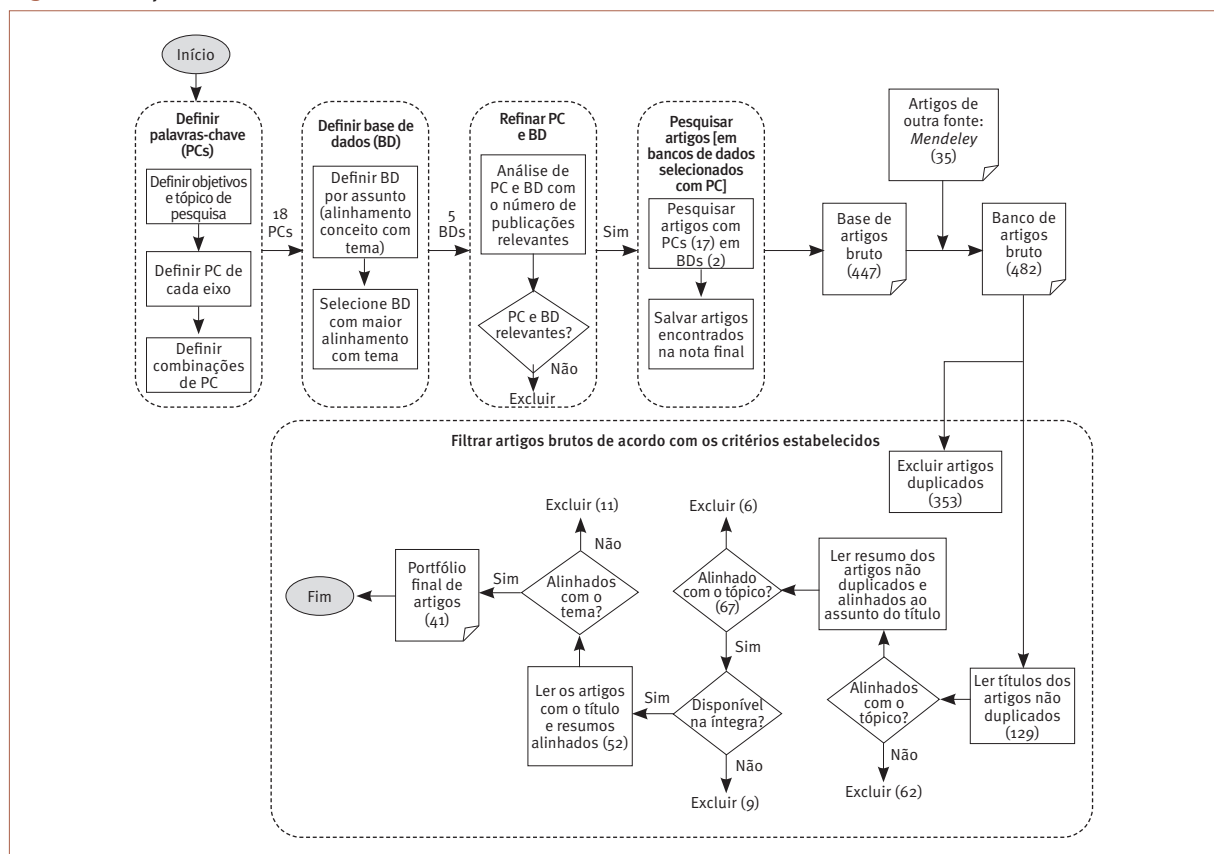 Início
Definir
palavras-chave
(PCs)
Definir objetivos
e tópico de
pesquisa
Definir PC de
cada eixo
Definir
combinações
de PC
18
PCs
Definir base de
dados (BD)
Definir BD
por assunto
(alinhamento
conceito com
tema)
Selecione BD
com maior
alinhamento
com tema
5
BDs
Refinar PC
e BD
Análise de
PC e BD com
o número de
publicações
relevantes
PC e BD
relevantes?
Não
Excluir
Sim
Pesquisar
artigos [em
bancos de dados
selecionados
com PC]
Pesquisar
artigos com
PCs (17) em
BDs (2)
Salvar artigos
encontrados
na nota final
Base de
artigos
bruto
(447)
Artigos de
outra fonte:
Mendeley
(35)
Banco de
artigos
bruto
(482)
Filtrar artigos brutos de acordo com os critérios estabelecidos
Excluir artigos
duplicados
(353)
Ler títulos dos
artigos não
duplicados
(129)
Alinhados
com o
tópico?
Não
Excluir (62)
Ler resumo dos
artigos não
duplicados e
alinhados ao
assunto do título
Alinhado
com o tópico?
(67)
Excluir (6)
Sim
Disponível
na íntegra?
Não
Excluir (9)
Sim
Ler os artigos
com o título
e resumos
alinhados (52)
Alinhados
com o
tema?
Não
Excluir (11)
Sim
Portfólio
final de
artigos
(41)
Fim